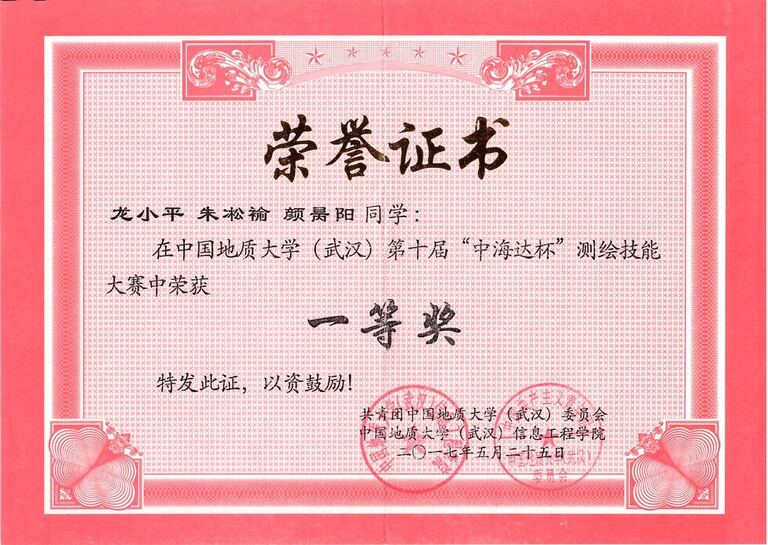 荣誉证书
龙小平 朱凇褕 颜昺阳 同学：
在中国地质大学（武汉）第十届“中海达杯”测绘技能
大赛中荣获
一等奖
特发此证，以资鼓励！
共青团中国地质大学（武汉）委员会
中国地质大学（武汉）信息工程学院
二〇一七年五月二十五日